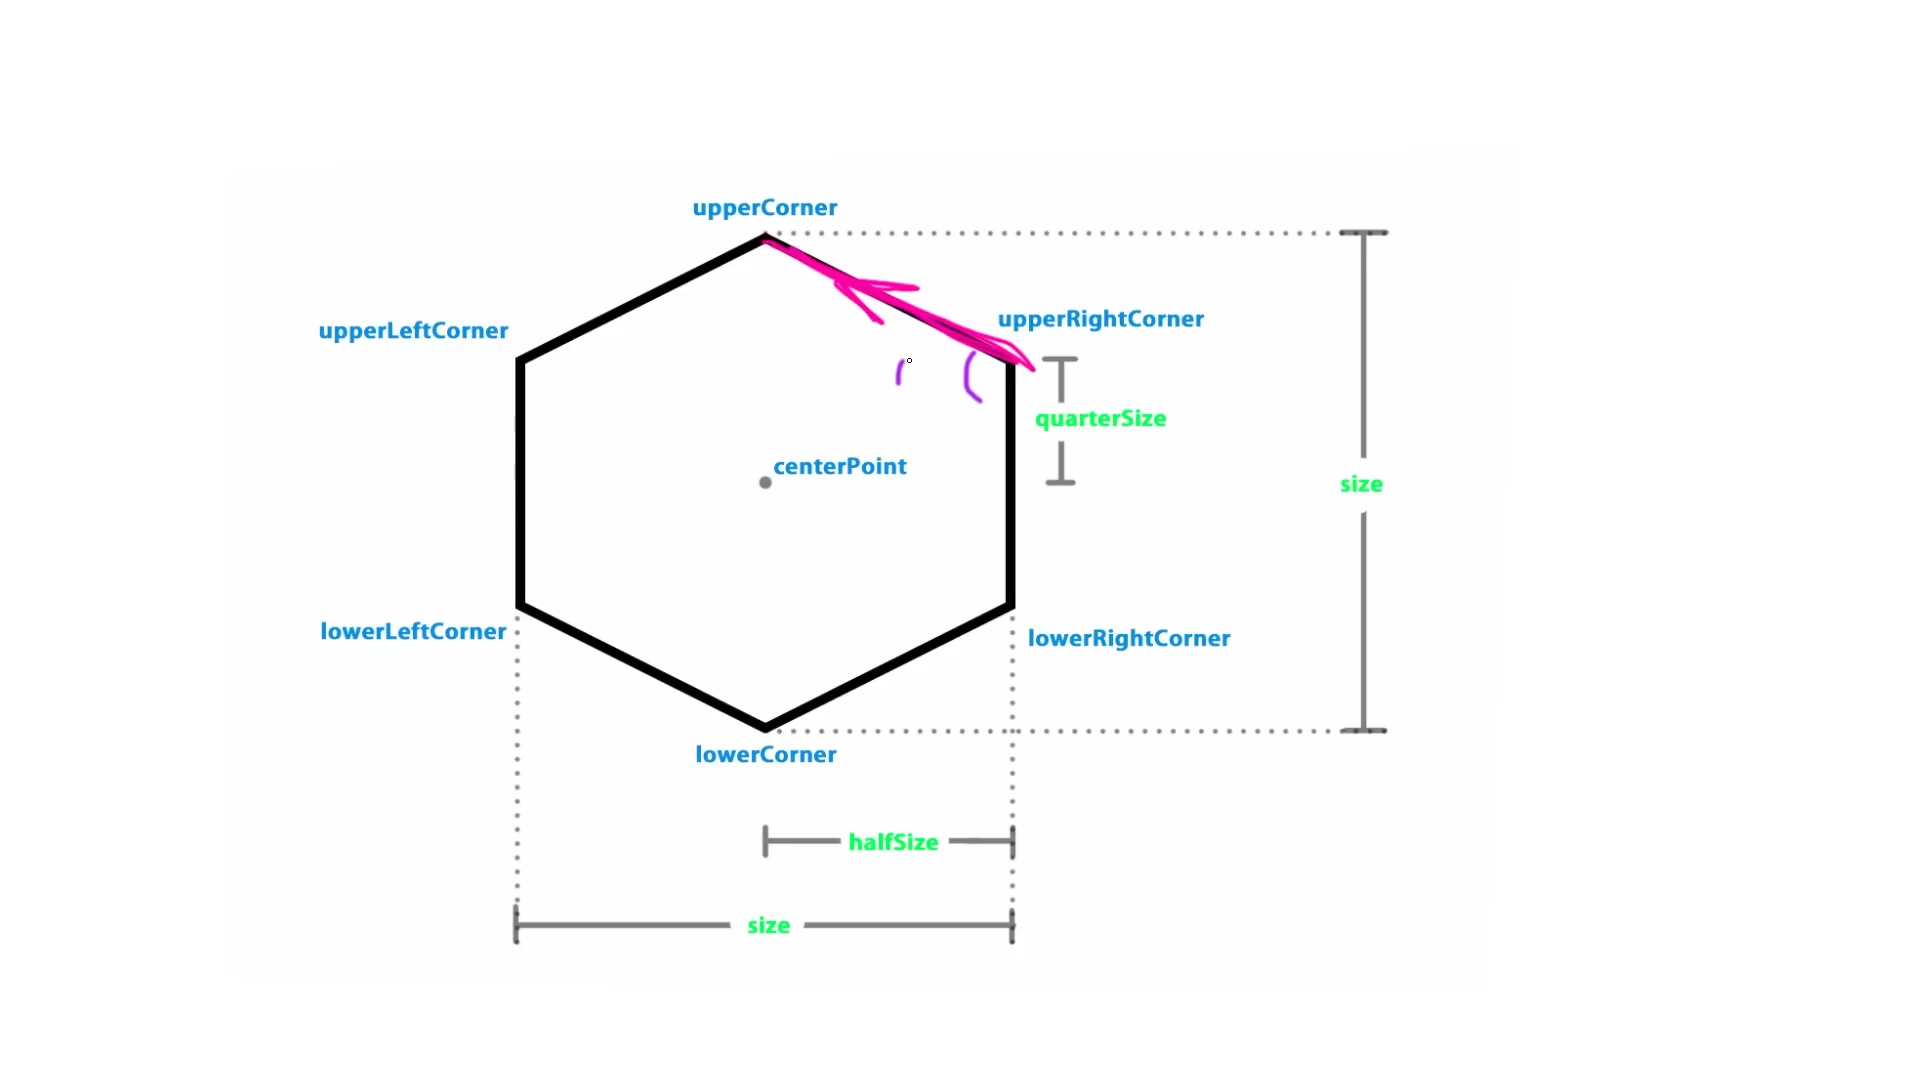 upperCorner
upperLeftCorner
upperRightCorner
quarterSize
centerPoint
size
lowerLeftCorner
lowerRightCorner
lowerCorner
halfSize
size